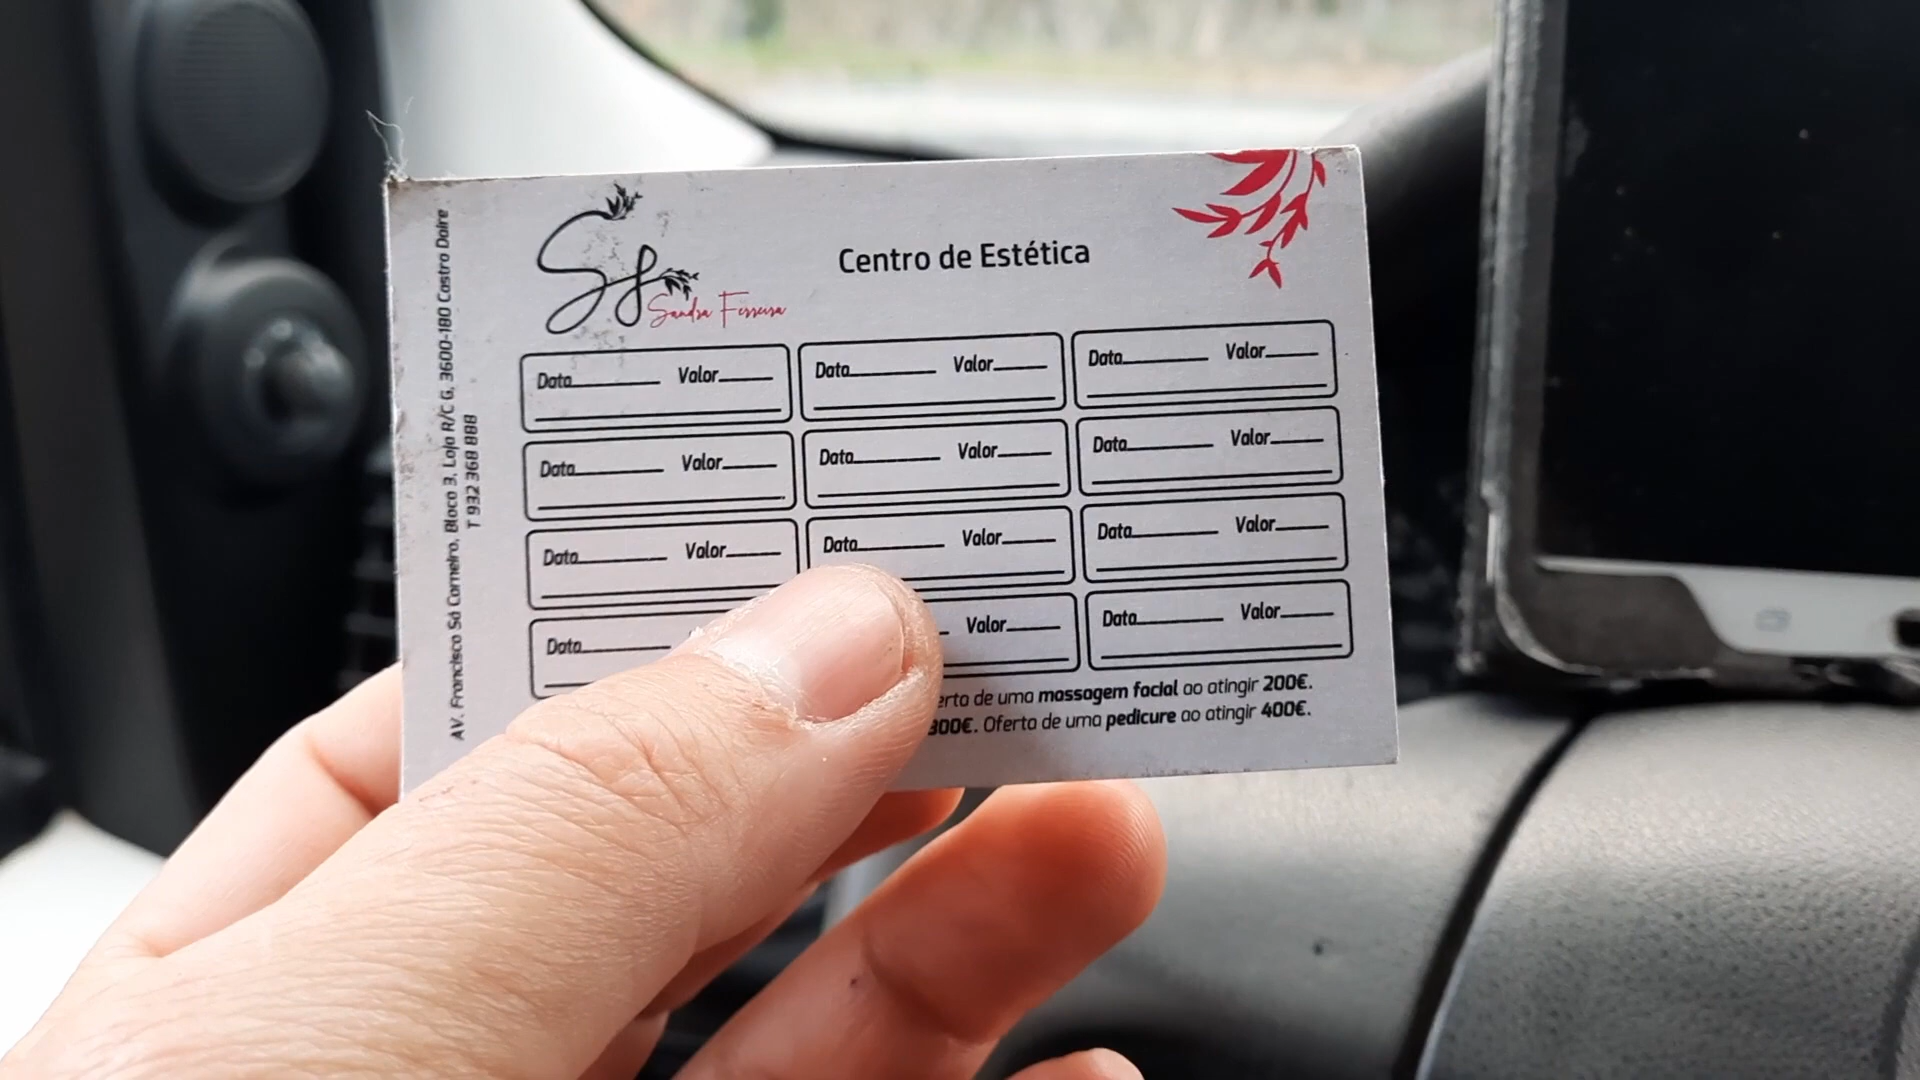 Sf
Sandra Ferreira
Centro de Estética
AV. Francisco Sá Carneiro, Bloco 3, Loja R/C G, 3600-180 Castro Daire
T 932 368 888
Data Valor Data Valor Data Valor
Data Valor Data Valor Data Valor
Data Valor Data Valor Data Valor
Data Valor Data Valor
de uma massagem facial ao atingir 200€.
300€. Oferta de uma pedicure ao atingir 400€.